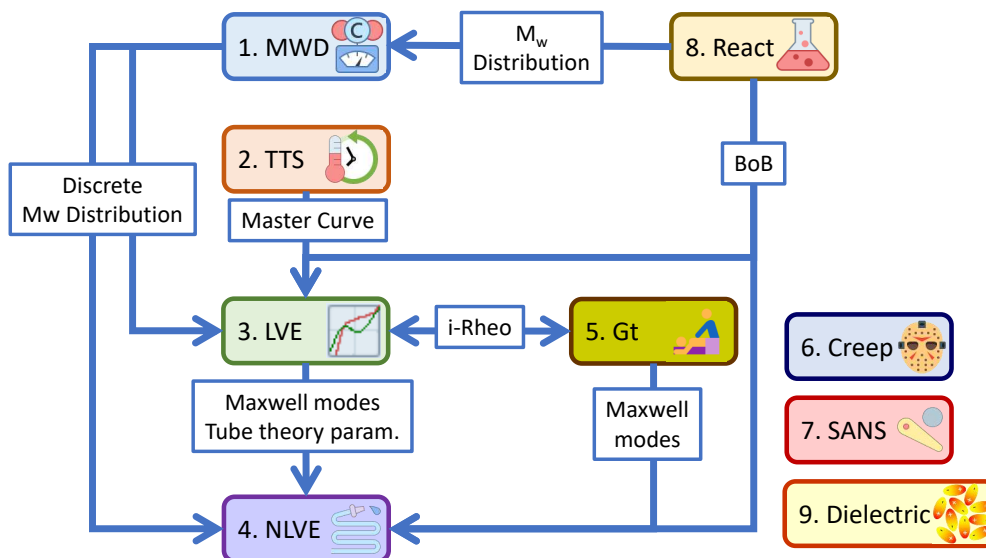 1. MWD
C
M_w
Distribution
8. React
2. TTS
BoB
Discrete
Mw Distribution
Master Curve
3. LVE
i-Rheo
5. Gt
6. Creep
Maxwell modes
Tube theory param.
Maxwell
modes
7. SANS
4. NLVE
9. Dielectric